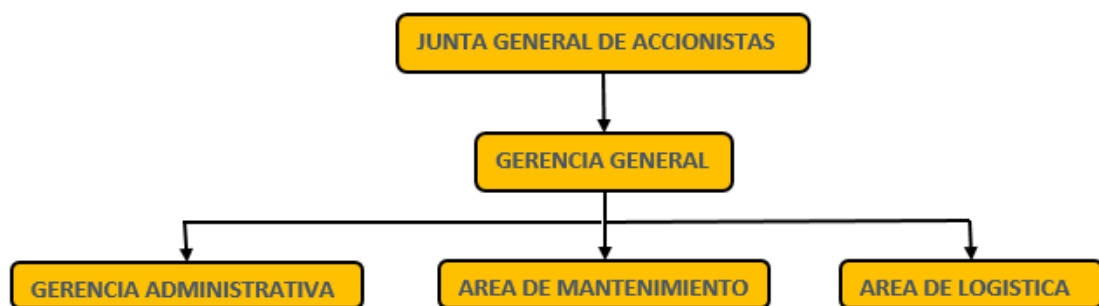 JUNTA GENERAL DE ACCIONISTAS
GERENCIA GENERAL
GERENCIA ADMINISTRATIVA
AREA DE MANTENIMIENTO
AREA DE LOGISTICA